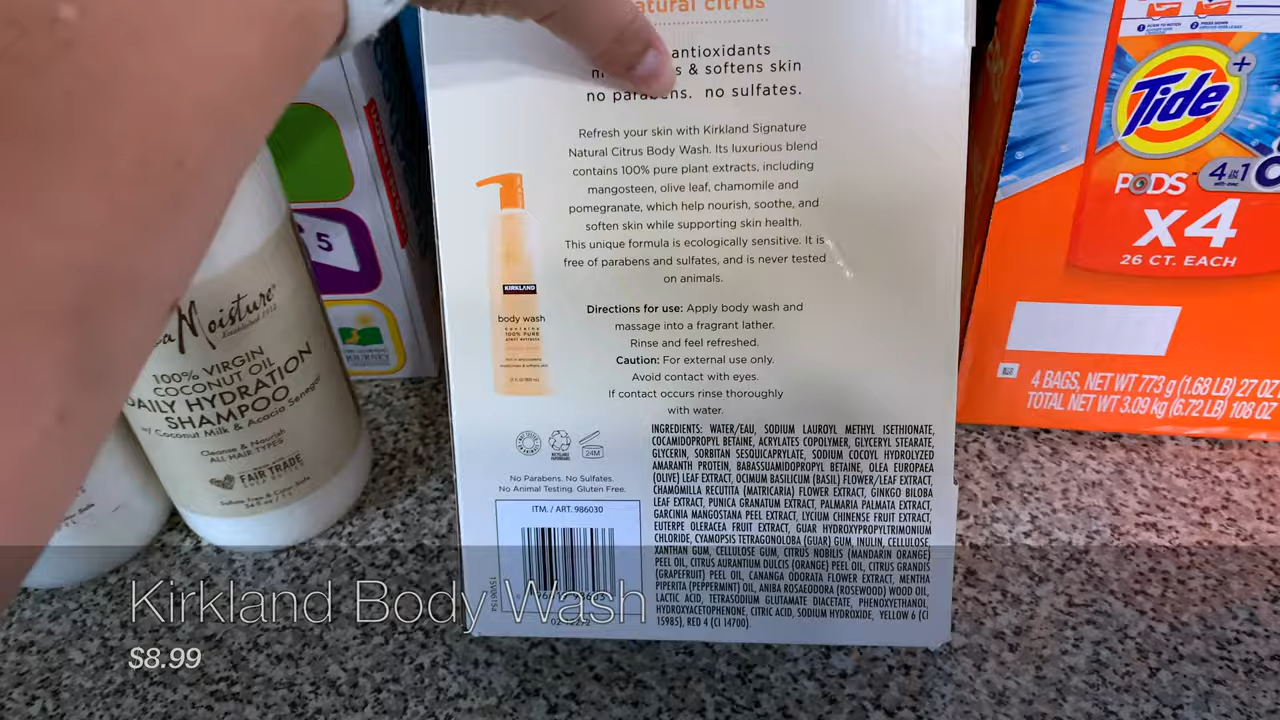 atural citrus
antioxidants
s & softens skin
no parabens. no sulfates.
Refresh your skin with Kirkland Signature
Natural Citrus Body Wash. Its luxurious blend
contains 100% pure plant extracts, including
mangosteen, olive leaf, chamomile and
pomegranate, which help nourish, soothe, and
soften skin while supporting skin health.
This unique formula is ecologically sensitive. It is
free of parabens and sulfates, and is never tested
on animals.
Directions for use: Apply body wash and
massage into a fragrant lather.
Rinse and feel refreshed.
Caution: For external use only.
Avoid contact with eyes.
If contact occurs rinse thoroughly
with water.
KIRKLAND
body wash
contains
100% PURE
plant extracts
24M
No Parabens. No Sulfates.
No Animal Testing. Gluten Free.
ITM. / ART. 986030
INGREDIENTS: WATER/EAU, SODIUM LAUROYL METHYL ISETHIONATE,
COCAMIDOPROPYL BETAINE, ACRYLATES COPOLYMER, GLYCERYL STEARATE,
GLYCERIN, SORBITAN SESQUICAPRYLATE, SODIUM COCOYL HYDROLYZED
AMARANTH PROTEIN, BABASSUAMIDOPROPYL BETAINE, OLEA EUROPAEA
(OLIVE) LEAF EXTRACT, OCIMUM BASILICUM (BASIL) FLOWER/LEAF EXTRACT,
CHAMOMILLA RECUTITA (MATRICARIA) FLOWER EXTRACT, GINKGO BILOBA
LEAF EXTRACT, PUNICA GRANATUM EXTRACT, PALMARIA PALMATA EXTRACT,
GARCINIA MANGOSTANA PEEL EXTRACT, LYCIUM CHINENSE FRUIT EXTRACT,
EUTERPE OLERACEA FRUIT EXTRACT, GUAR HYDROXYPROPYLTRIMONIUM
CHLORIDE, CYAMOPSIS TETRAGONOLOBA (GUAR) GUM, INULIN, CELLULOSE,
XANTHAN GUM, CELLULOSE GUM, CITRUS NOBILIS (MANDARIN ORANGE)
PEEL OIL, CITRUS AURANTIUM DULCIS (ORANGE) PEEL OIL, CITRUS GRANDIS
(GRAPEFRUIT) PEEL OIL, CANANGA ODORATA FLOWER EXTRACT, MENTHA
PIPERITA (PEPPERMINT) OIL, ANIBA ROSAEODORA (ROSEWOOD) WOOD OIL,
LACTIC ACID, TETRASODIUM GLUTAMATE DIACETATE, PHENOXYETHANOL,
HYDROXYACETOPHENONE, CITRIC ACID, SODIUM HYDROXIDE, YELLOW 6 (CI
15985), RED 4 (CI 14700).
a Moisture
Established 1912
100% VIRGIN
COCONUT OIL
DAILY HYDRATION
SHAMPOO
w/ Coconut Milk & Acacia Senegal
Cleanse & Nourish
ALL HAIR TYPES
FAIR TRADE
5
Tide+
PODS
4 IN 1
x4
26 CT. EACH
4 BAGS, NET WT 773 g (1.68 LB) 27 OZ
TOTAL NET WT 3.09 kg (6.72 LB) 108 OZ
Kirkland Body Wash
$8.99